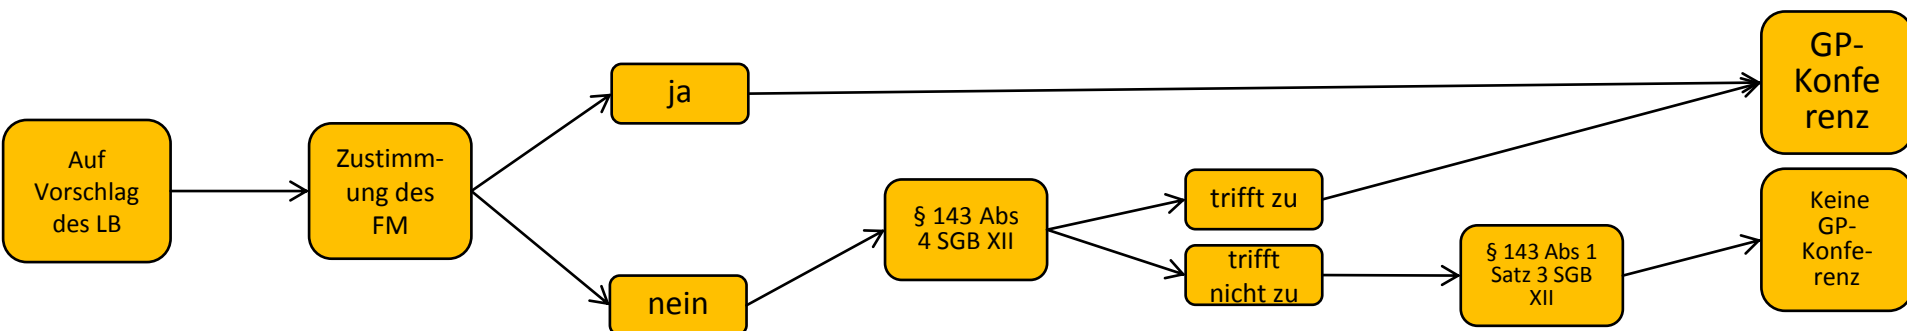 Auf
Vorschlag
des LB
Zustimm-
ung des
FM
ja
nein
§ 143 Abs
4 SGB XII
trifft zu
trifft
nicht zu
§ 143 Abs 1
Satz 3 SGB
XII
GP-
Konfe
renz
Keine
GP-
Konfe-
renz